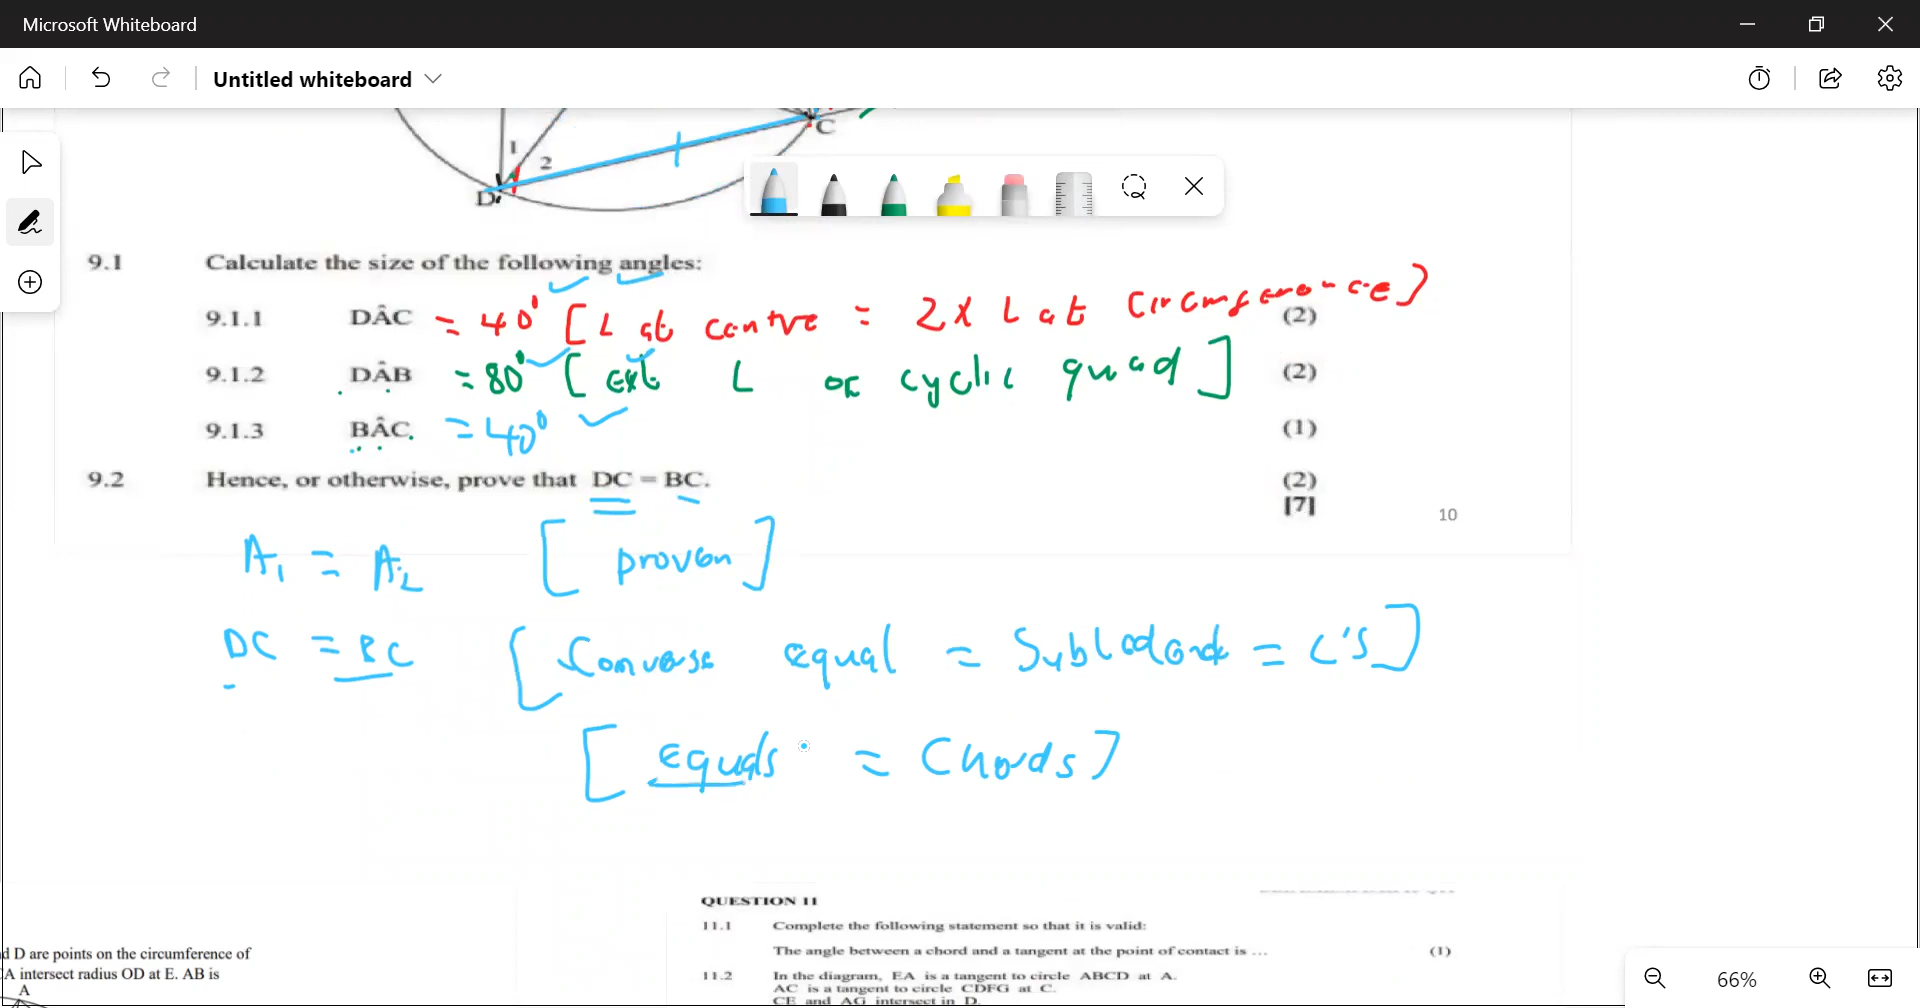 Microsoft Whiteboard
Untitled whiteboard
C
1
2
D
9.1 Calculate the size of the following angles:
9.1.1 DÂC = 40° [L at centre = 2x L at circumference] (2)
9.1.2 DÂB = 80° [ext L of cyclic quad] (2)
9.1.3 BÂC. = 40° (1)
9.2 Hence, or otherwise, prove that DC = BC. (2)
[7]
10
A1 = A2 [proven]
DC = BC [Converse equal = = L's]
[equals = Chords]
QUESTION 11
11.1 Complete the following statement so that it is valid:
The angle between a chord and a tangent at the point of contact is ... (1)
11.2 In the diagram, EA is a tangent to circle ABCD at A.
AC is a tangent to circle CDFG at C.
CE and AG intersect in D.
d D are points on the circumference of
CA intersect radius OD at E. AB is
A
66%